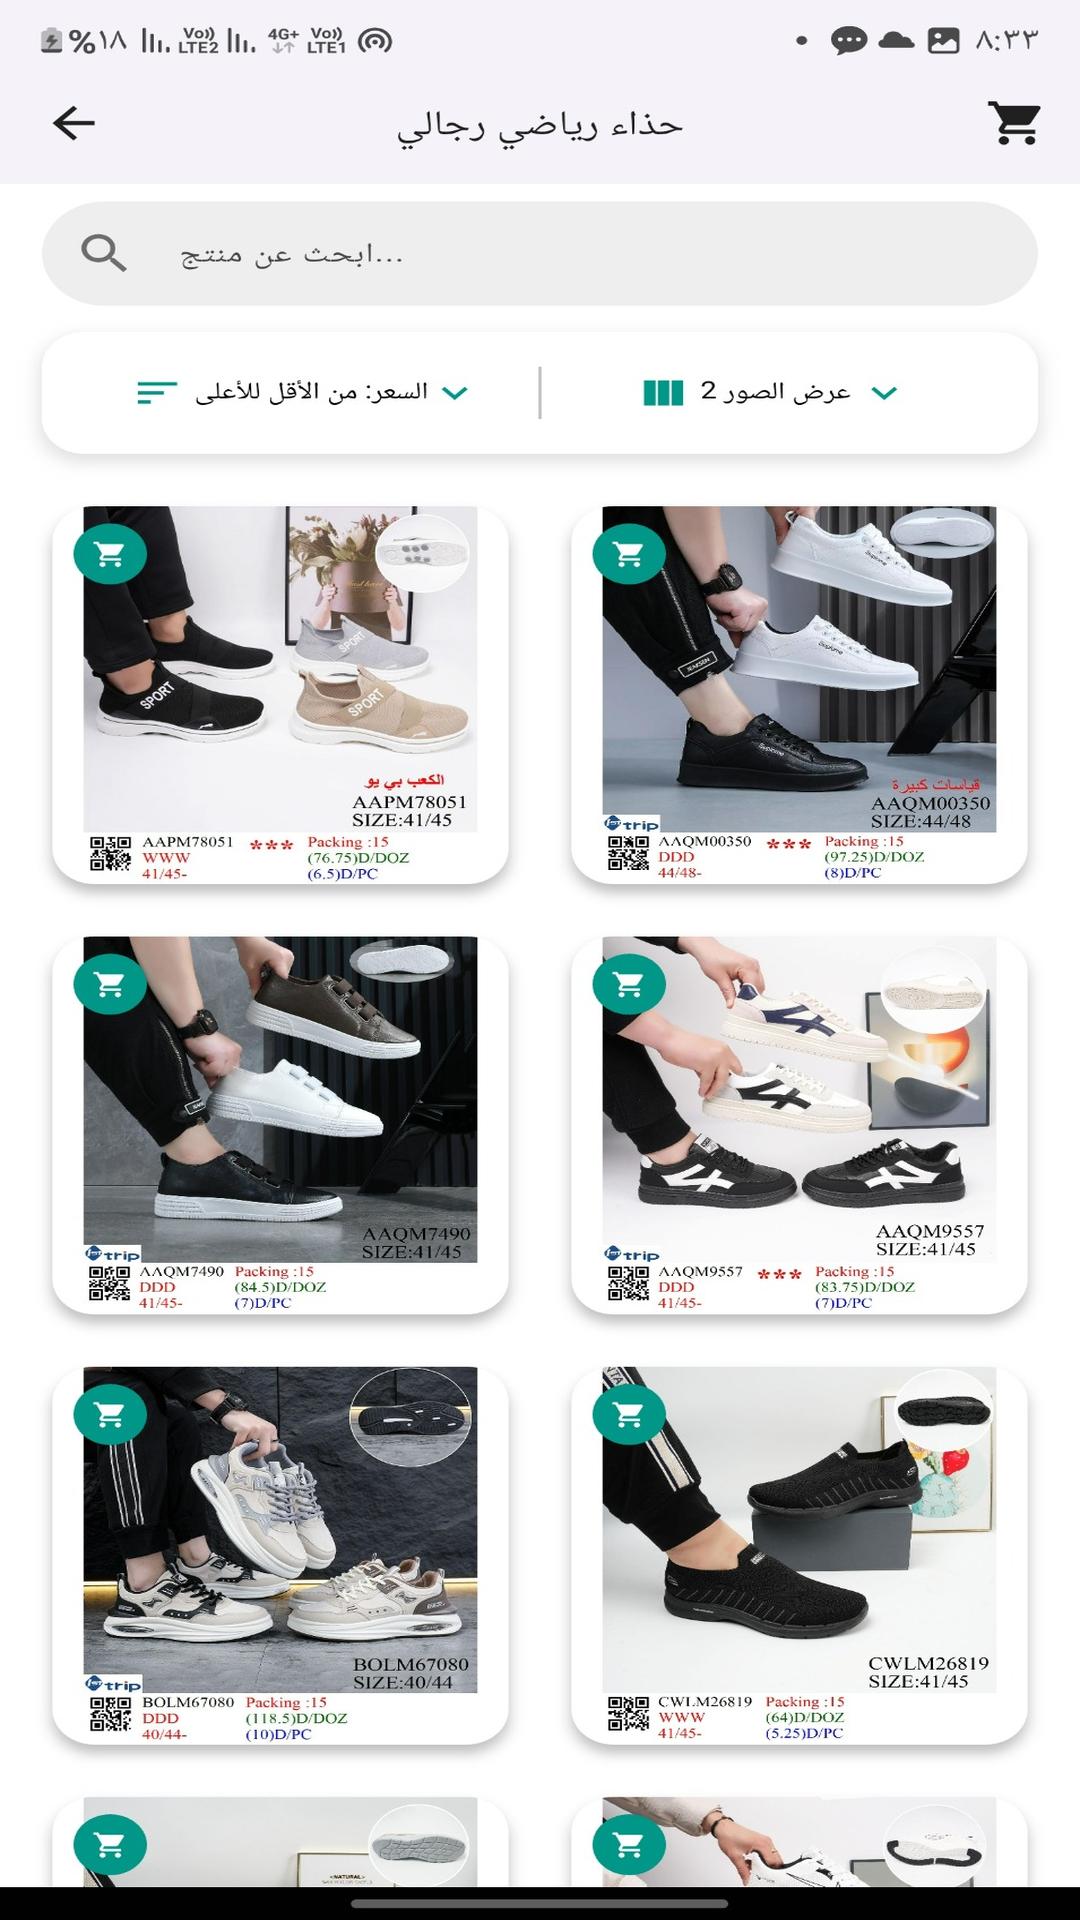 %١٨ Vo)) LTE2 4G+ Vo)) LTE1 ٨:٣٣
حذاء رياضي رجالي
ابحث عن منتج...
السعر: من الأقل للأعلى
عرض الصور 2
SPORT
SPORT
SPORT
الكعب بي يو
AAPM78051
SIZE:41/45
AAPM78051 *** Packing :15
WWW (76.75)D/DOZ
41/45- (6.5)D/PC
قياسات كبيرة
AAQM00350
SIZE:44/48
trip
AAQM00350 *** Packing :15
DDD (97.25)D/DOZ
44/48- (8)D/PC
AAQM7490
SIZE:41/45
trip
AAQM7490 Packing :15
DDD (84.5)D/DOZ
41/45- (7)D/PC
AAQM9557
SIZE:41/45
trip
AAQM9557 *** Packing :15
DDD (83.75)D/DOZ
41/45- (7)D/PC
BOLM67080
SIZE:40/44
trip
BOLM67080 Packing :15
DDD (118.5)D/DOZ
40/44- (10)D/PC
CWLM26819
SIZE:41/45
CWLM26819 Packing :15
WWW (64)D/DOZ
41/45- (5.25)D/PC
<NATURAL>